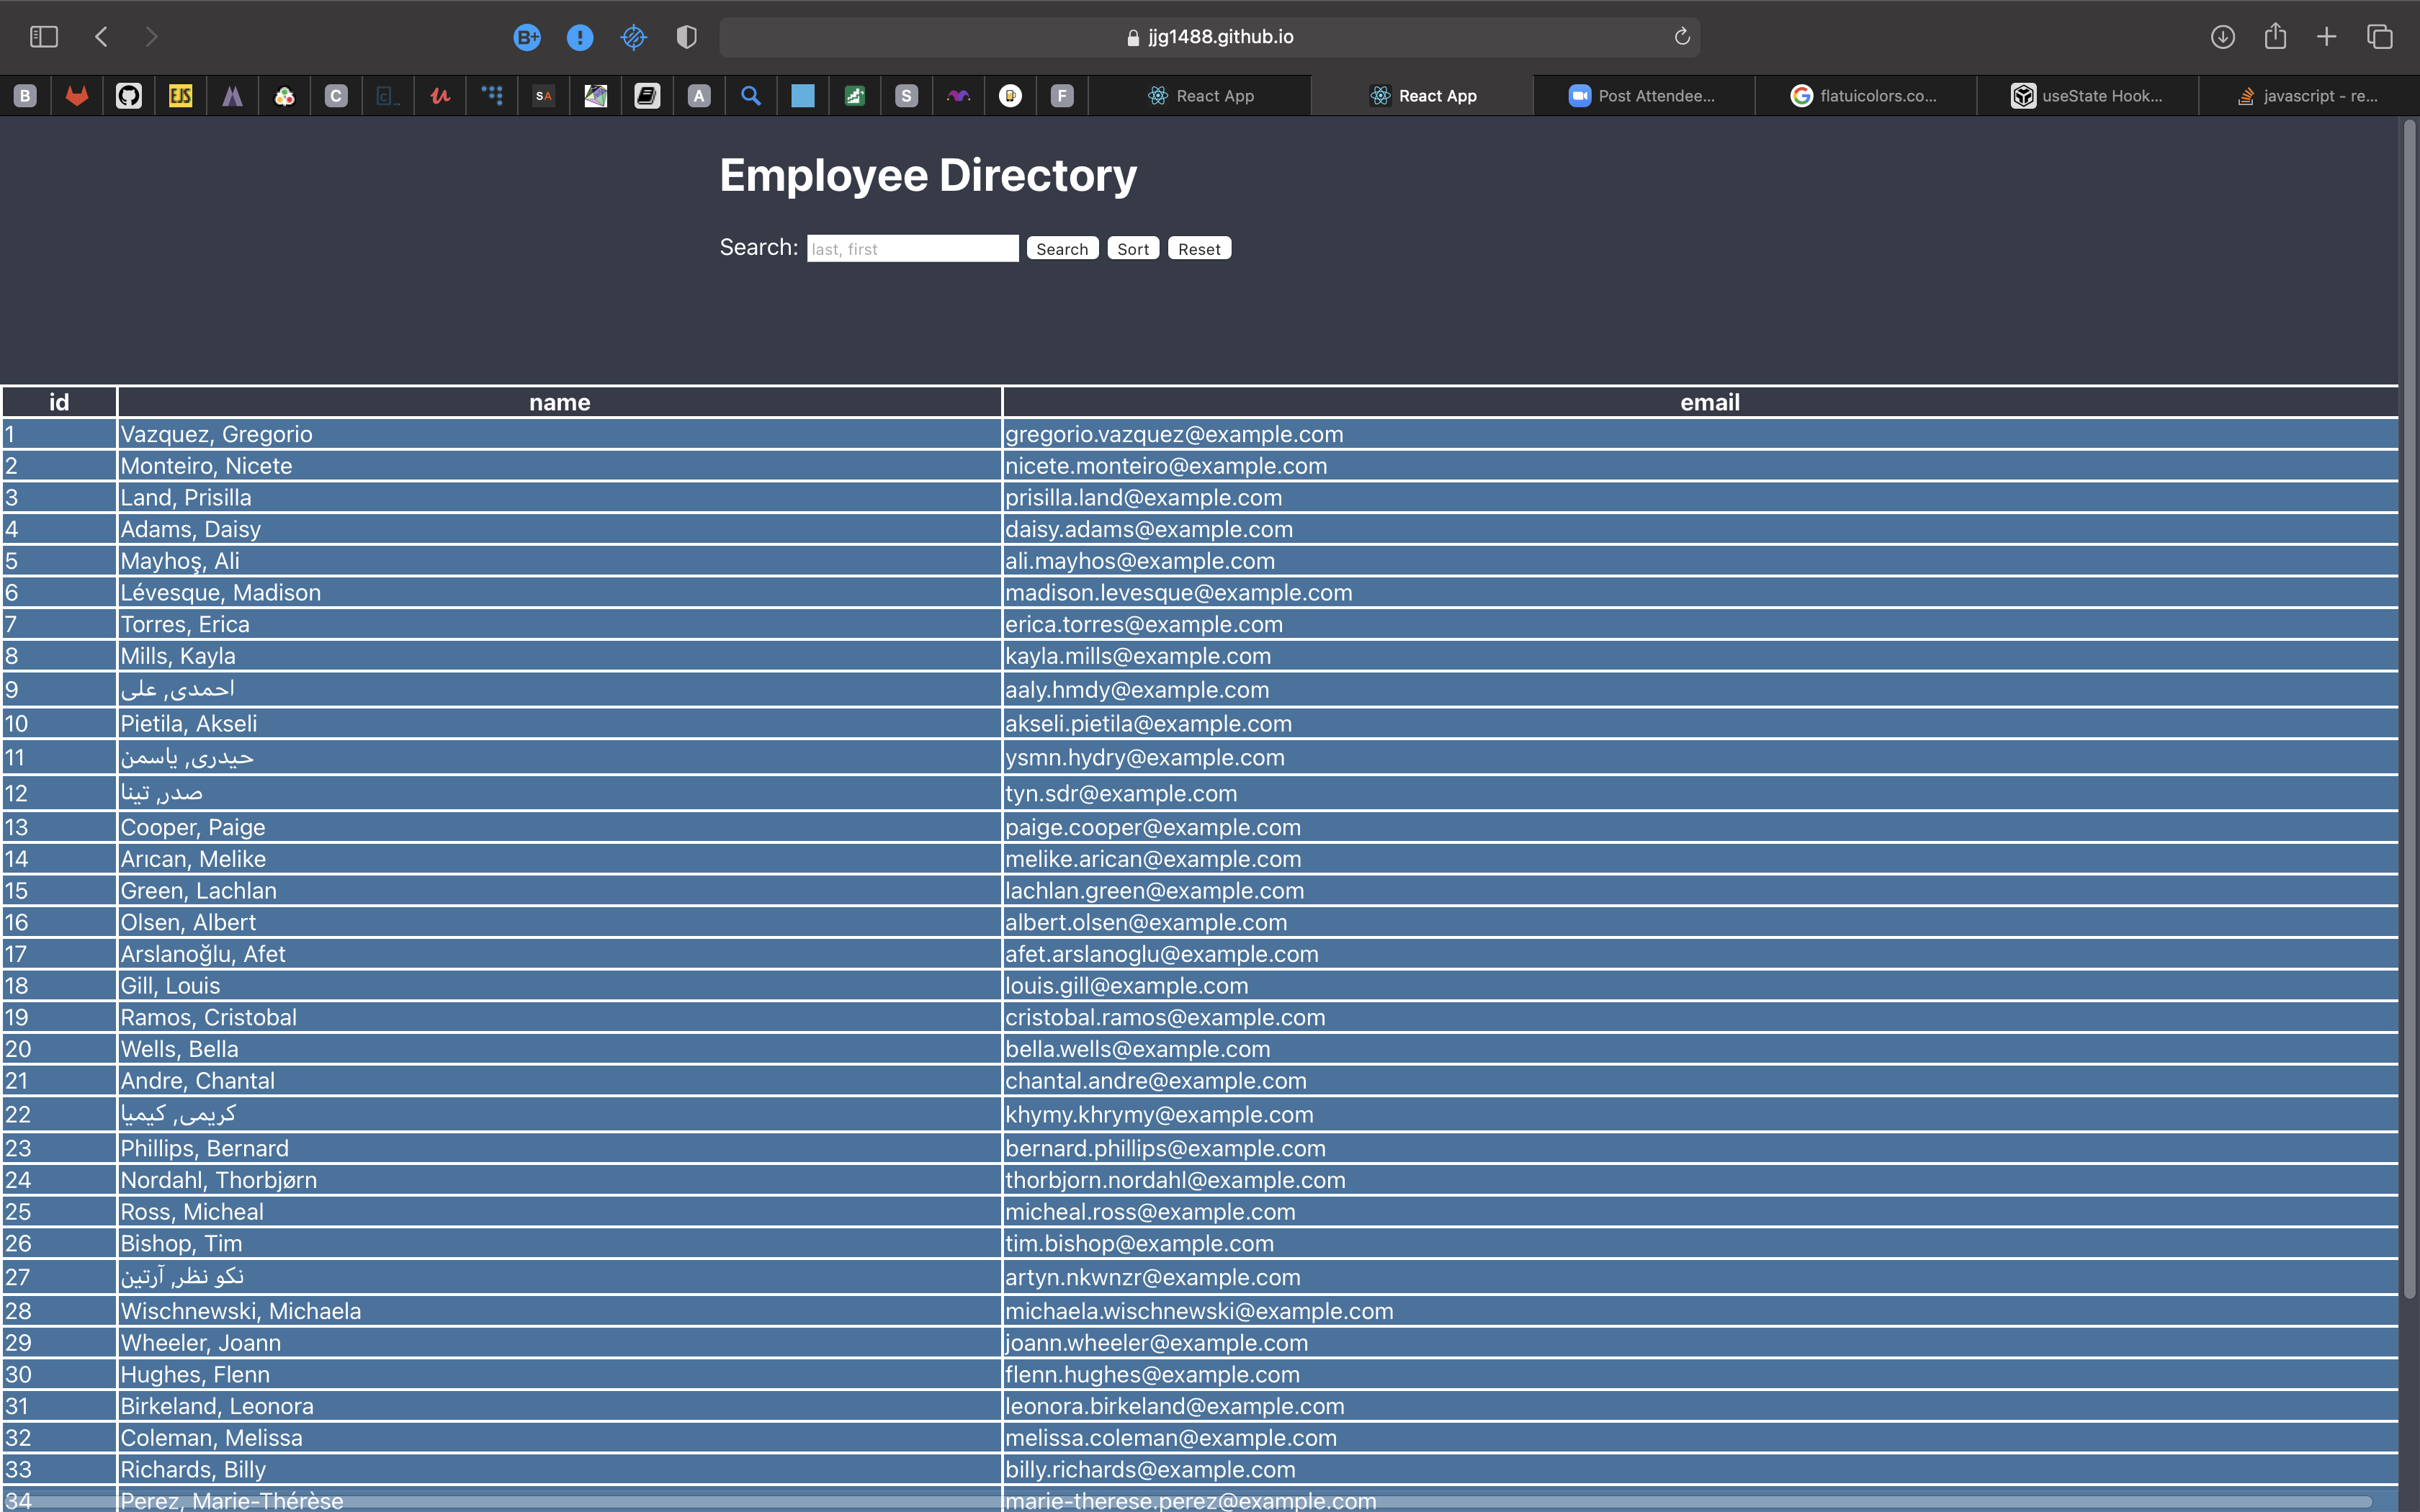 jjg1488.github.io
B EJS C C SA A S F React App React App Post Attendee... flatuicolors.co... useState Hook... javascript - re...
Employee Directory
Search: last, first Search Sort Reset
id name email
1 Vazquez, Gregorio gregorio.vazquez@example.com
2 Monteiro, Nicete nicete.monteiro@example.com
3 Land, Prisilla prisilla.land@example.com
4 Adams, Daisy daisy.adams@example.com
5 Mayhoş, Ali ali.mayhos@example.com
6 Lévesque, Madison madison.levesque@example.com
7 Torres, Erica erica.torres@example.com
8 Mills, Kayla kayla.mills@example.com
9 احمدی, علی aaly.hmdy@example.com
10 Pietila, Akseli akseli.pietila@example.com
11 حیدری, یاسمن ysmn.hydry@example.com
12 صدر, تینا tyn.sdr@example.com
13 Cooper, Paige paige.cooper@example.com
14 Arıcan, Melike melike.arican@example.com
15 Green, Lachlan lachlan.green@example.com
16 Olsen, Albert albert.olsen@example.com
17 Arslanoğlu, Afet afet.arslanoglu@example.com
18 Gill, Louis louis.gill@example.com
19 Ramos, Cristobal cristobal.ramos@example.com
20 Wells, Bella bella.wells@example.com
21 Andre, Chantal chantal.andre@example.com
22 کریمی, کیمیا khymy.khrymy@example.com
23 Phillips, Bernard bernard.phillips@example.com
24 Nordahl, Thorbjørn thorbjorn.nordahl@example.com
25 Ross, Micheal micheal.ross@example.com
26 Bishop, Tim tim.bishop@example.com
27 نكو نظر, آرتین artyn.nkwnzr@example.com
28 Wischnewski, Michaela michaela.wischnewski@example.com
29 Wheeler, Joann joann.wheeler@example.com
30 Hughes, Flenn flenn.hughes@example.com
31 Birkeland, Leonora leonora.birkeland@example.com
32 Coleman, Melissa melissa.coleman@example.com
33 Richards, Billy billy.richards@example.com
34 Perez, Marie-Thérèse marie-therese.perez@example.com